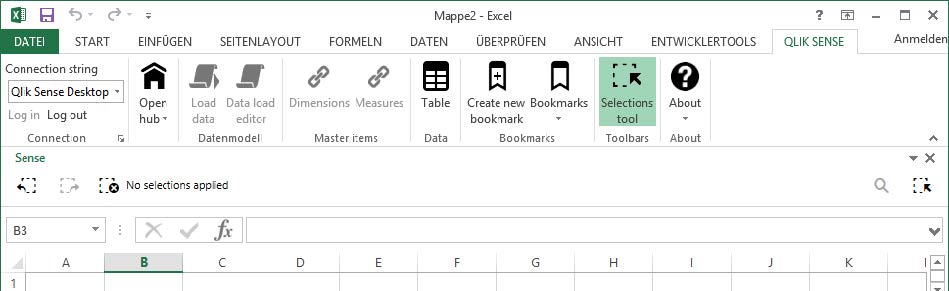 Mappe2 - Excel
?
DATEI START EINFÜGEN SEITENLAYOUT FORMELN DATEN ÜBERPRÜFEN ANSICHT ENTWICKLERTOOLS QLIK SENSE Anmelden
Connection string
Qlik Sense Desktop
Log in Log out
Connection
Open
hub
Load
data
Data load
editor
Datenmodell
Dimensions Measures
Master items
Table
Data
Create new
bookmark
Bookmarks
Bookmarks
Selections
tool
Toolbars
About
About
Sense
No selections applied
B3 fx
A B C D E F G H I J K
1